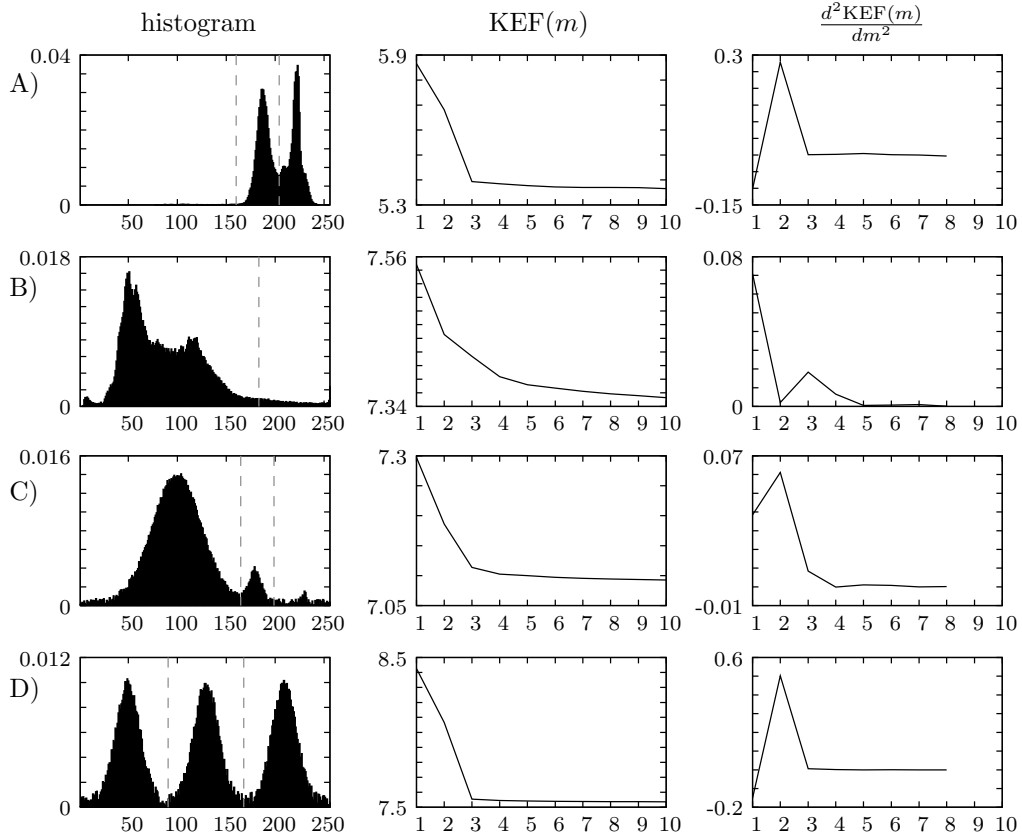 histogram KEF(m) d²KEF(m)/dm²
A) 0.04 5.9 0.3
0 5.3 -0.15
50 100 150 200 250 1 2 3 4 5 6 7 8 9 10 1 2 3 4 5 6 7 8 9 10
B) 0.018 7.56 0.08
0 7.34 0
50 100 150 200 250 1 2 3 4 5 6 7 8 9 10 1 2 3 4 5 6 7 8 9 10
C) 0.016 7.3 0.07
0 7.05 -0.01
50 100 150 200 250 1 2 3 4 5 6 7 8 9 10 1 2 3 4 5 6 7 8 9 10
D) 0.012 8.5 0.6
0 7.5 -0.2
50 100 150 200 250 1 2 3 4 5 6 7 8 9 10 1 2 3 4 5 6 7 8 9 10